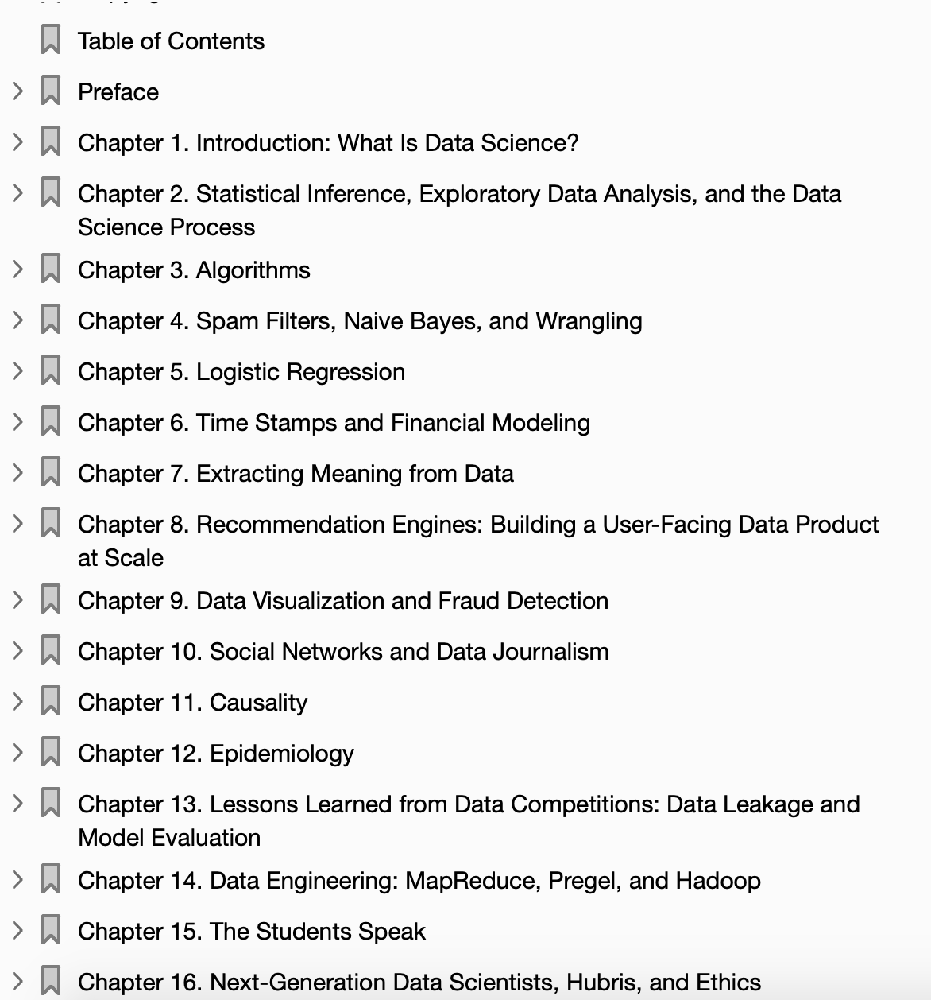 Table of Contents
Preface
Chapter 1. Introduction: What Is Data Science?
Chapter 2. Statistical Inference, Exploratory Data Analysis, and the Data
Science Process
Chapter 3. Algorithms
Chapter 4. Spam Filters, Naive Bayes, and Wrangling
Chapter 5. Logistic Regression
Chapter 6. Time Stamps and Financial Modeling
Chapter 7. Extracting Meaning from Data
Chapter 8. Recommendation Engines: Building a User-Facing Data Product
at Scale
Chapter 9. Data Visualization and Fraud Detection
Chapter 10. Social Networks and Data Journalism
Chapter 11. Causality
Chapter 12. Epidemiology
Chapter 13. Lessons Learned from Data Competitions: Data Leakage and
Model Evaluation
Chapter 14. Data Engineering: MapReduce, Pregel, and Hadoop
Chapter 15. The Students Speak
Chapter 16. Next-Generation Data Scientists, Hubris, and Ethics